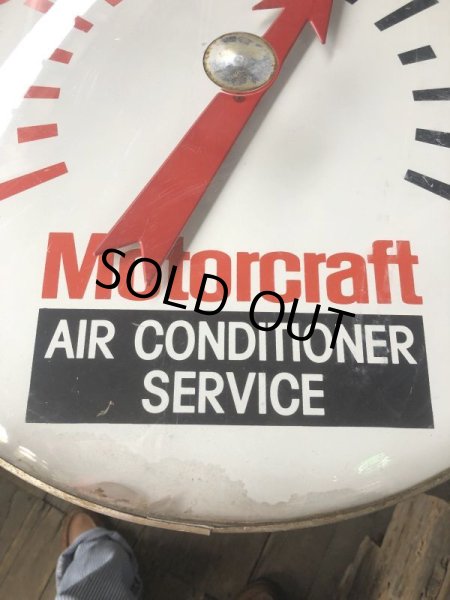 Motorcraft
SOLD OUT
AIR CONDITIONER
SERVICE